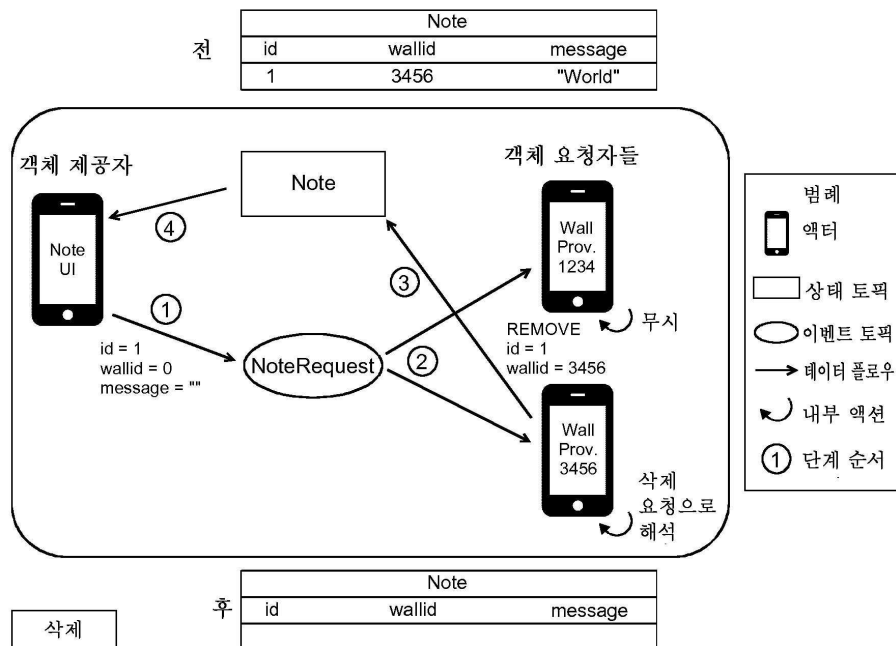 Note
전
id wallid message
1 3456 "World"
객체 제공자
Note
UI
Note
객체 요청자들
Wall
Prov.
1234
무시
④
③
①
②
id = 1
wallid = 0
message = ""
NoteRequest
REMOVE
id = 1
wallid = 3456
Wall
Prov.
3456
삭제
요청으로
해석
범례
액터
상태 토픽
이벤트 토픽
데이터 플로우
내부 액션
① 단계 순서
Note
후
id wallid message
삭제